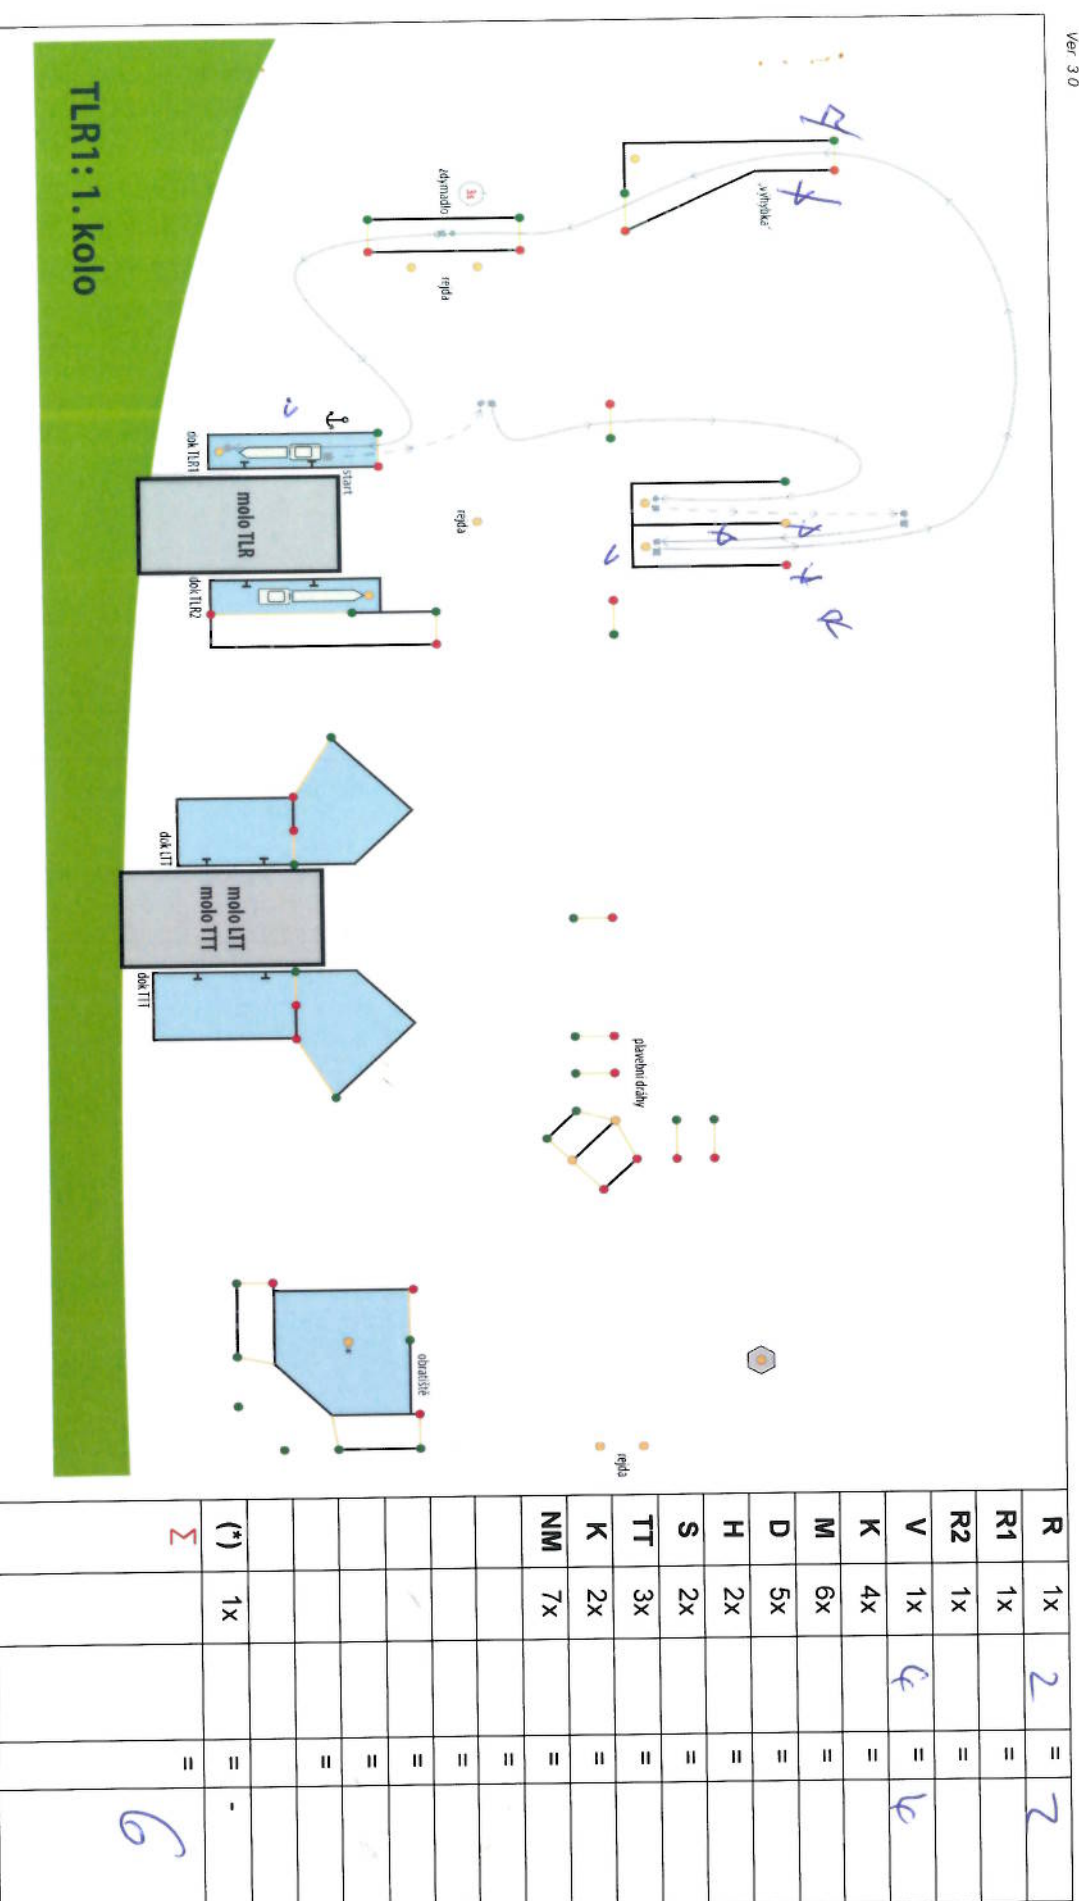 Ver. 3.0
„výhybka“
zdymadlo
3s
rejda
dok TLR1
start
molo TLR
rejda
dok TLR2
dok LTT
molo LTT
molo TTT
dok TTT
plavební dráhy
obratiště
rejda
TLR1: 1. kolo
R 1x 2 = 2
R1 1x =
R2 1x =
V 1x 4 = 4
K 4x =
M 6x =
D 5x =
H 2x =
S 2x =
TT 3x =
K 2x =
NM 7x =
=
=
=
=
=
(*) 1x = -
Σ = 6